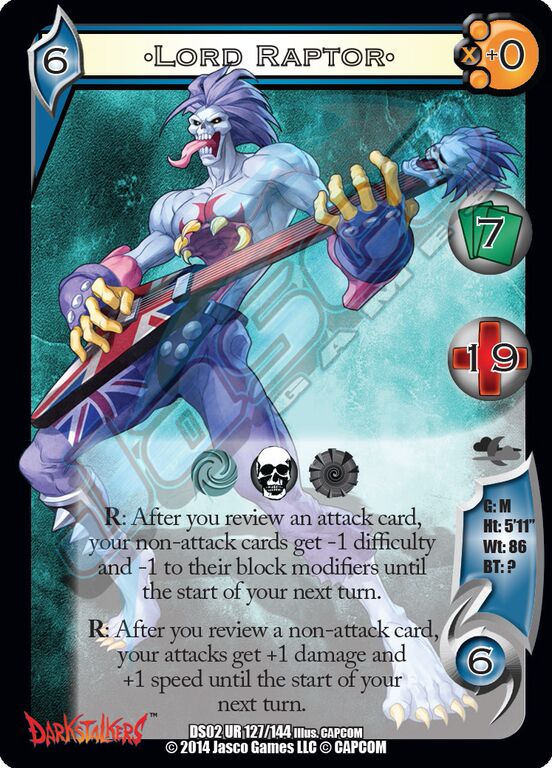 6
·LORD RAPTOR·
X +0
7
19
R: After you review an attack card,
your non-attack cards get -1 difficulty
and -1 to their block modifiers until
the start of your next turn.
R: After you review a non-attack card,
your attacks get +1 damage and
+1 speed until the start of your
next turn.
G: M
Ht: 5'11"
Wt: 86
BT: ?
6
DARKSTALKERS™
DS02 UR 127/144 Illus. CAPCOM
© 2014 Jasco Games LLC © CAPCOM
JASCO
GAMES